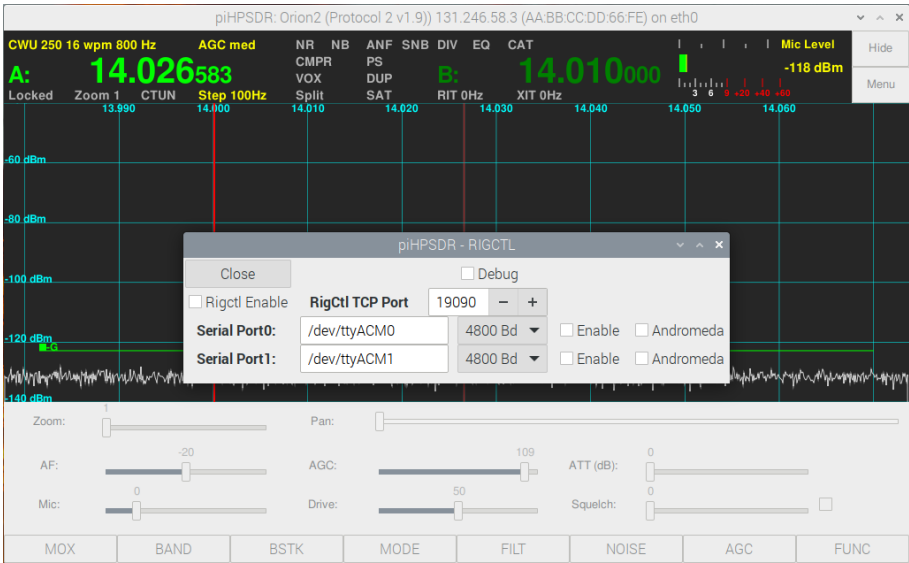 piHPSDR: Orion2 (Protocol 2 v1.9)) 131.246.58.3 (AA:BB:CC:DD:66:FE) on eth0
CWU 250 16 wpm 800 Hz AGC med NR NB ANF SNB DIV EQ CAT Mic Level Hide
CMPR PS
A: 14.026583 VOX DUP B: 14.010000 -118 dBm
Locked Zoom 1 CTUN Step 100Hz Split SAT RIT 0Hz XIT 0Hz 3 6 9 +20 +40 +60 Menu
13.990 14.000 14.010 14.020 14.030 14.040 14.050 14.060
-60 dBm
-80 dBm
piHPSDR - RIGCTL
Close Debug
-100 dBm
Rigctl Enable RigCtl TCP Port 19090 − +
Serial Port0: /dev/ttyACM0 4800 Bd Enable Andromeda
-120 dBm
-G
Serial Port1: /dev/ttyACM1 4800 Bd Enable Andromeda
-140 dBm
Zoom: 1 Pan:
AF: -20 AGC: 109 ATT (dB): 0
Mic: 0 Drive: 50 Squelch: 0
MOX BAND BSTK MODE FILT NOISE AGC FUNC